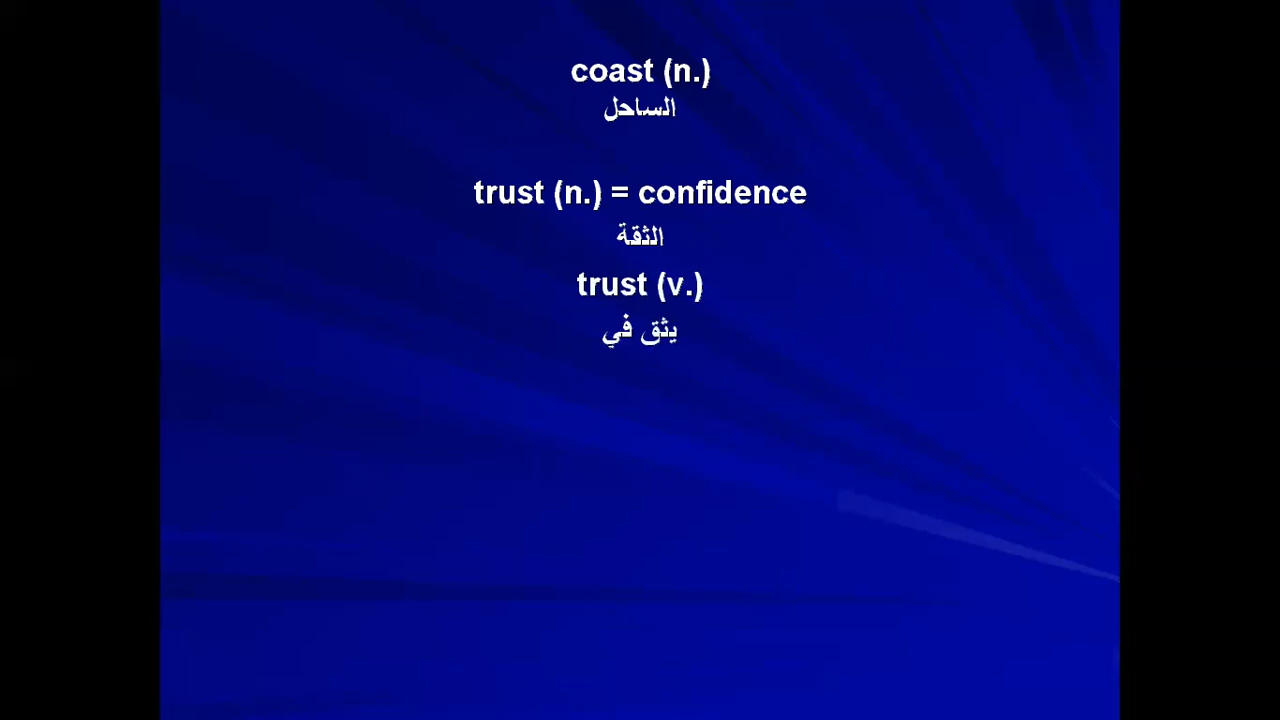 coast (n.)
الساحل
trust (n.) = confidence
الثقة
trust (v.)
يثق في